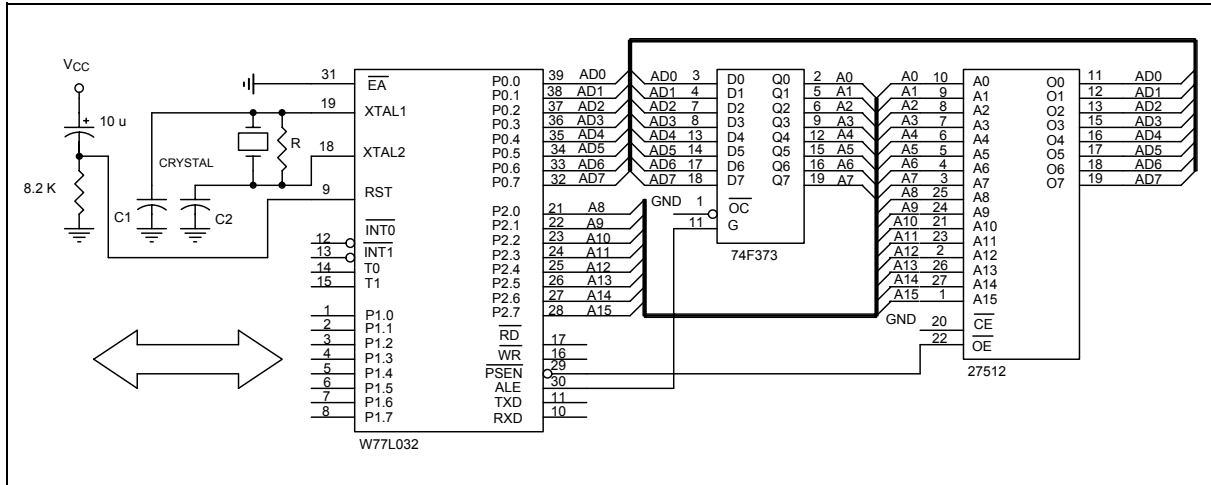 VCC
10 u
8.2 K
C1
C2
CRYSTAL
R
31 EA
19 XTAL1
18 XTAL2
9 RST
12 INT0
13 INT1
14 T0
15 T1
1 P1.0
2 P1.1
3 P1.2
4 P1.3
5 P1.4
6 P1.5
7 P1.6
8 P1.7
P0.0 39 AD0
P0.1 38 AD1
P0.2 37 AD2
P0.3 36 AD3
P0.4 35 AD4
P0.5 34 AD5
P0.6 33 AD6
P0.7 32 AD7
P2.0 21 A8
P2.1 22 A9
P2.2 23 A10
P2.3 24 A11
P2.4 25 A12
P2.5 26 A13
P2.6 27 A14
P2.7 28 A15
RD 17
WR 16
PSEN 29
ALE 30
TXD 11
RXD 10
W77L032
AD0 3 D0 Q0 2 A0
AD1 4 D1 Q1 5 A1
AD2 7 D2 Q2 6 A2
AD3 8 D3 Q3 9 A3
AD4 13 D4 Q4 12 A4
AD5 14 D5 Q5 15 A5
AD6 17 D6 Q6 16 A6
AD7 18 D7 Q7 19 A7
GND 1 OC
11 G
74F373
A0 10 A0 O0 11 AD0
A1 9 A1 O1 12 AD1
A2 8 A2 O2 13 AD2
A3 7 A3 O3 15 AD3
A4 6 A4 O4 16 AD4
A5 5 A5 O5 17 AD5
A6 4 A6 O6 18 AD6
A7 3 A7 O7 19 AD7
A8 25 A8
A9 24 A9
A10 21 A10
A11 23 A11
A12 2 A12
A13 26 A13
A14 27 A14
A15 1 A15
GND 20 CE
22 OE
27512